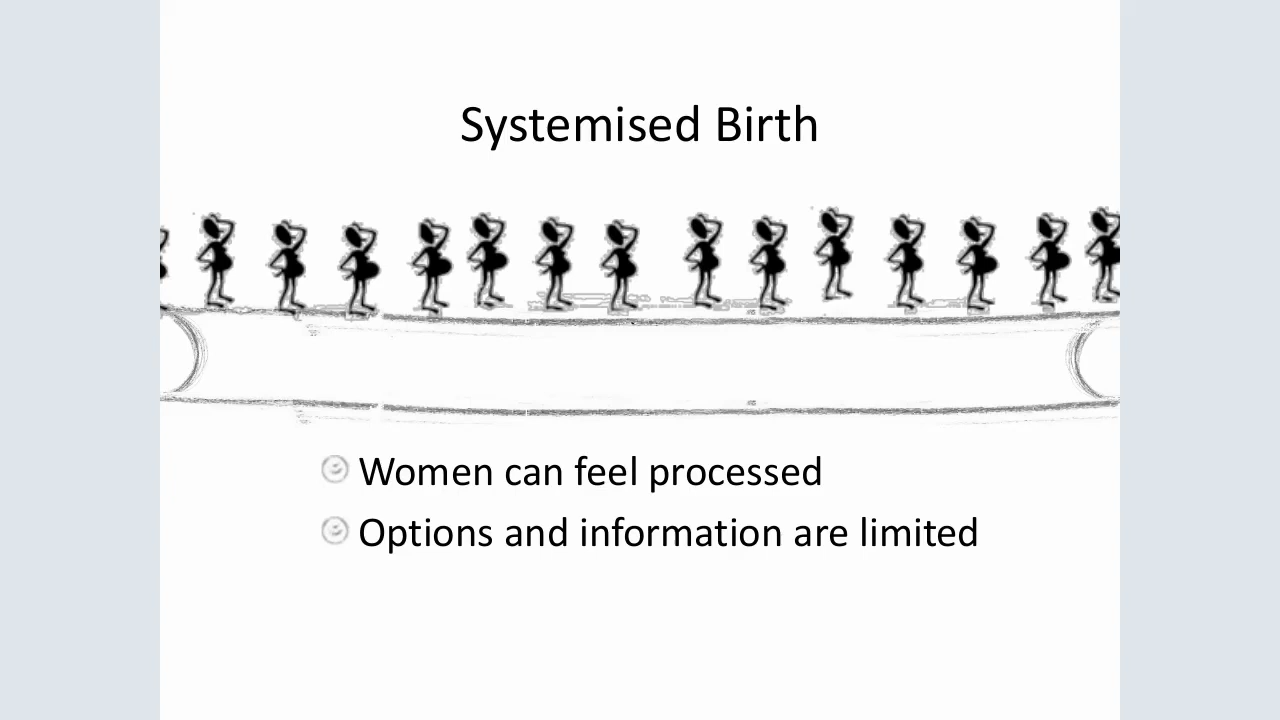 Systemised Birth
Women can feel processed
Options and information are limited